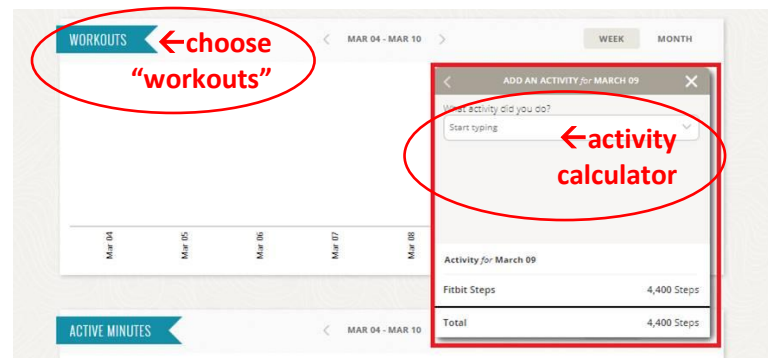 WORKOUTS
←choose
“workouts”
< MAR 04 - MAR 10 >
WEEK MONTH
< ADD AN ACTIVITY for MARCH 09 ✕
What activity did you do?
Start typing
←activity
calculator
Mar 04
Mar 05
Mar 06
Mar 07
Mar 08
Activity for March 09
Fitbit Steps 4,400 Steps
Total 4,400 Steps
ACTIVE MINUTES
< MAR 04 - MAR 10